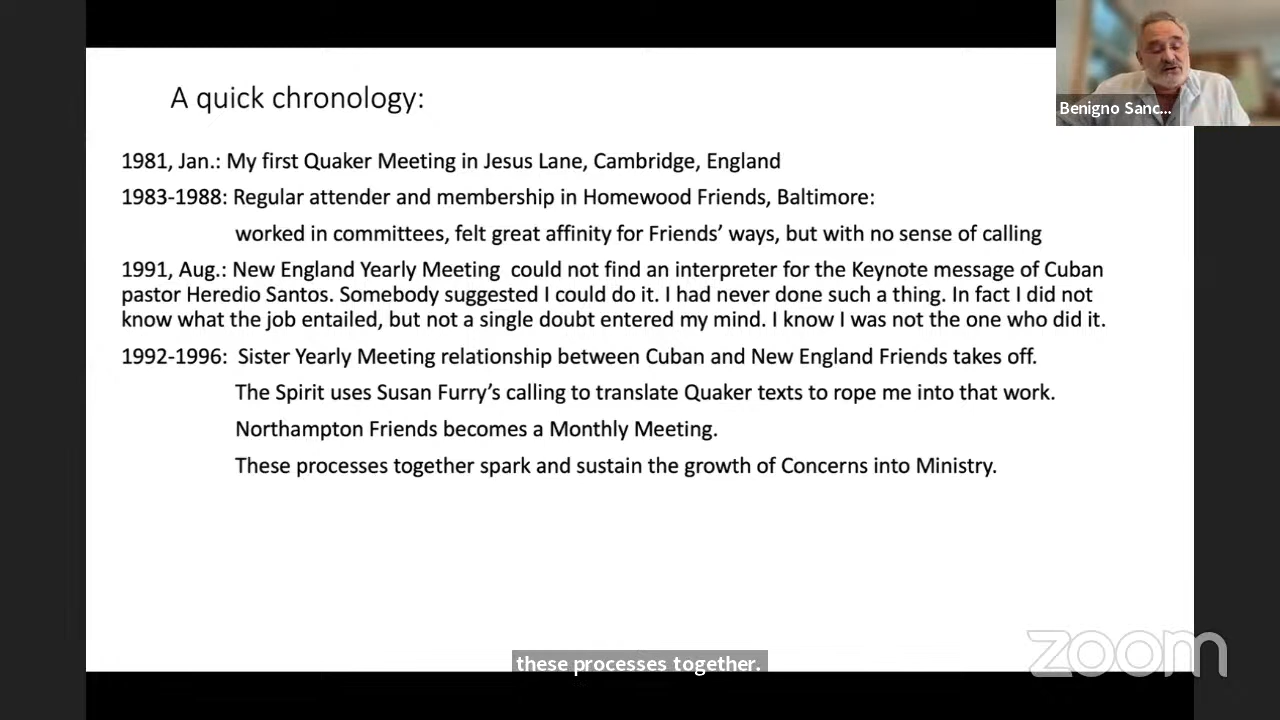 A quick chronology:
Benigno Sanc...
1981, Jan.: My first Quaker Meeting in Jesus Lane, Cambridge, England
1983-1988: Regular attender and membership in Homewood Friends, Baltimore:
worked in committees, felt great affinity for Friends’ ways, but with no sense of calling
1991, Aug.: New England Yearly Meeting could not find an interpreter for the Keynote message of Cuban
pastor Heredio Santos. Somebody suggested I could do it. I had never done such a thing. In fact I did not
know what the job entailed, but not a single doubt entered my mind. I know I was not the one who did it.
1992-1996: Sister Yearly Meeting relationship between Cuban and New England Friends takes off.
The Spirit uses Susan Furry’s calling to translate Quaker texts to rope me into that work.
Northampton Friends becomes a Monthly Meeting.
These processes together spark and sustain the growth of Concerns into Ministry.
these processes together.
zoom